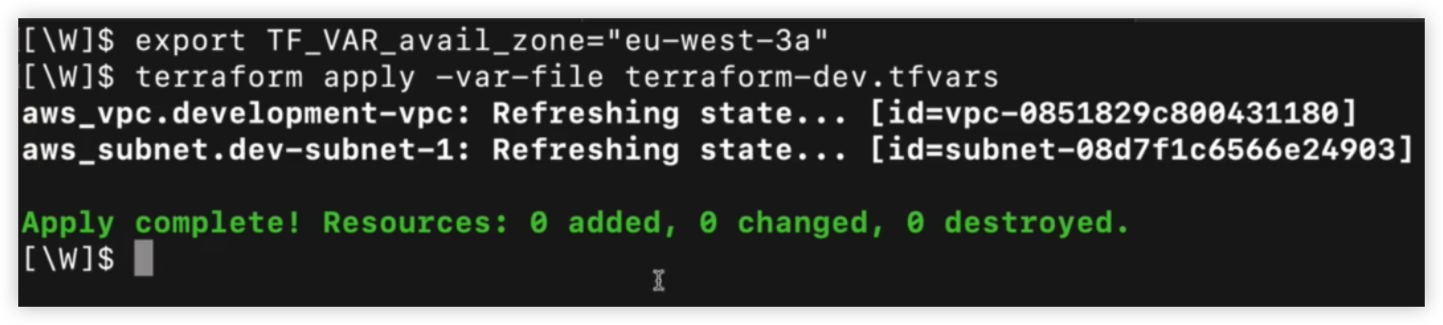 [\W]$ export TF_VAR_avail_zone="eu-west-3a"
[\W]$ terraform apply -var-file terraform-dev.tfvars
aws_vpc.development-vpc: Refreshing state... [id=vpc-0851829c800431180]
aws_subnet.dev-subnet-1: Refreshing state... [id=subnet-08d7f1c6566e24903]
Apply complete! Resources: 0 added, 0 changed, 0 destroyed.
[\W]$